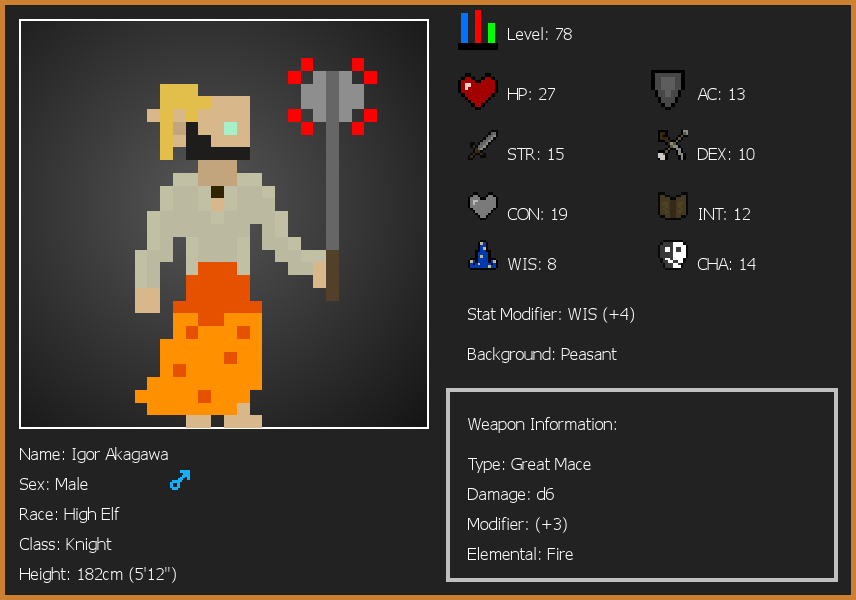 Level: 78
HP: 27
AC: 13
STR: 15
DEX: 10
CON: 19
INT: 12
WIS: 8
CHA: 14
Stat Modifier: WIS (+4)
Background: Peasant
Weapon Information:
Type: Great Mace
Damage: d6
Modifier: (+3)
Elemental: Fire
Name: Igor Akagawa
Sex: Male
Race: High Elf
Class: Knight
Height: 182cm (5'12")